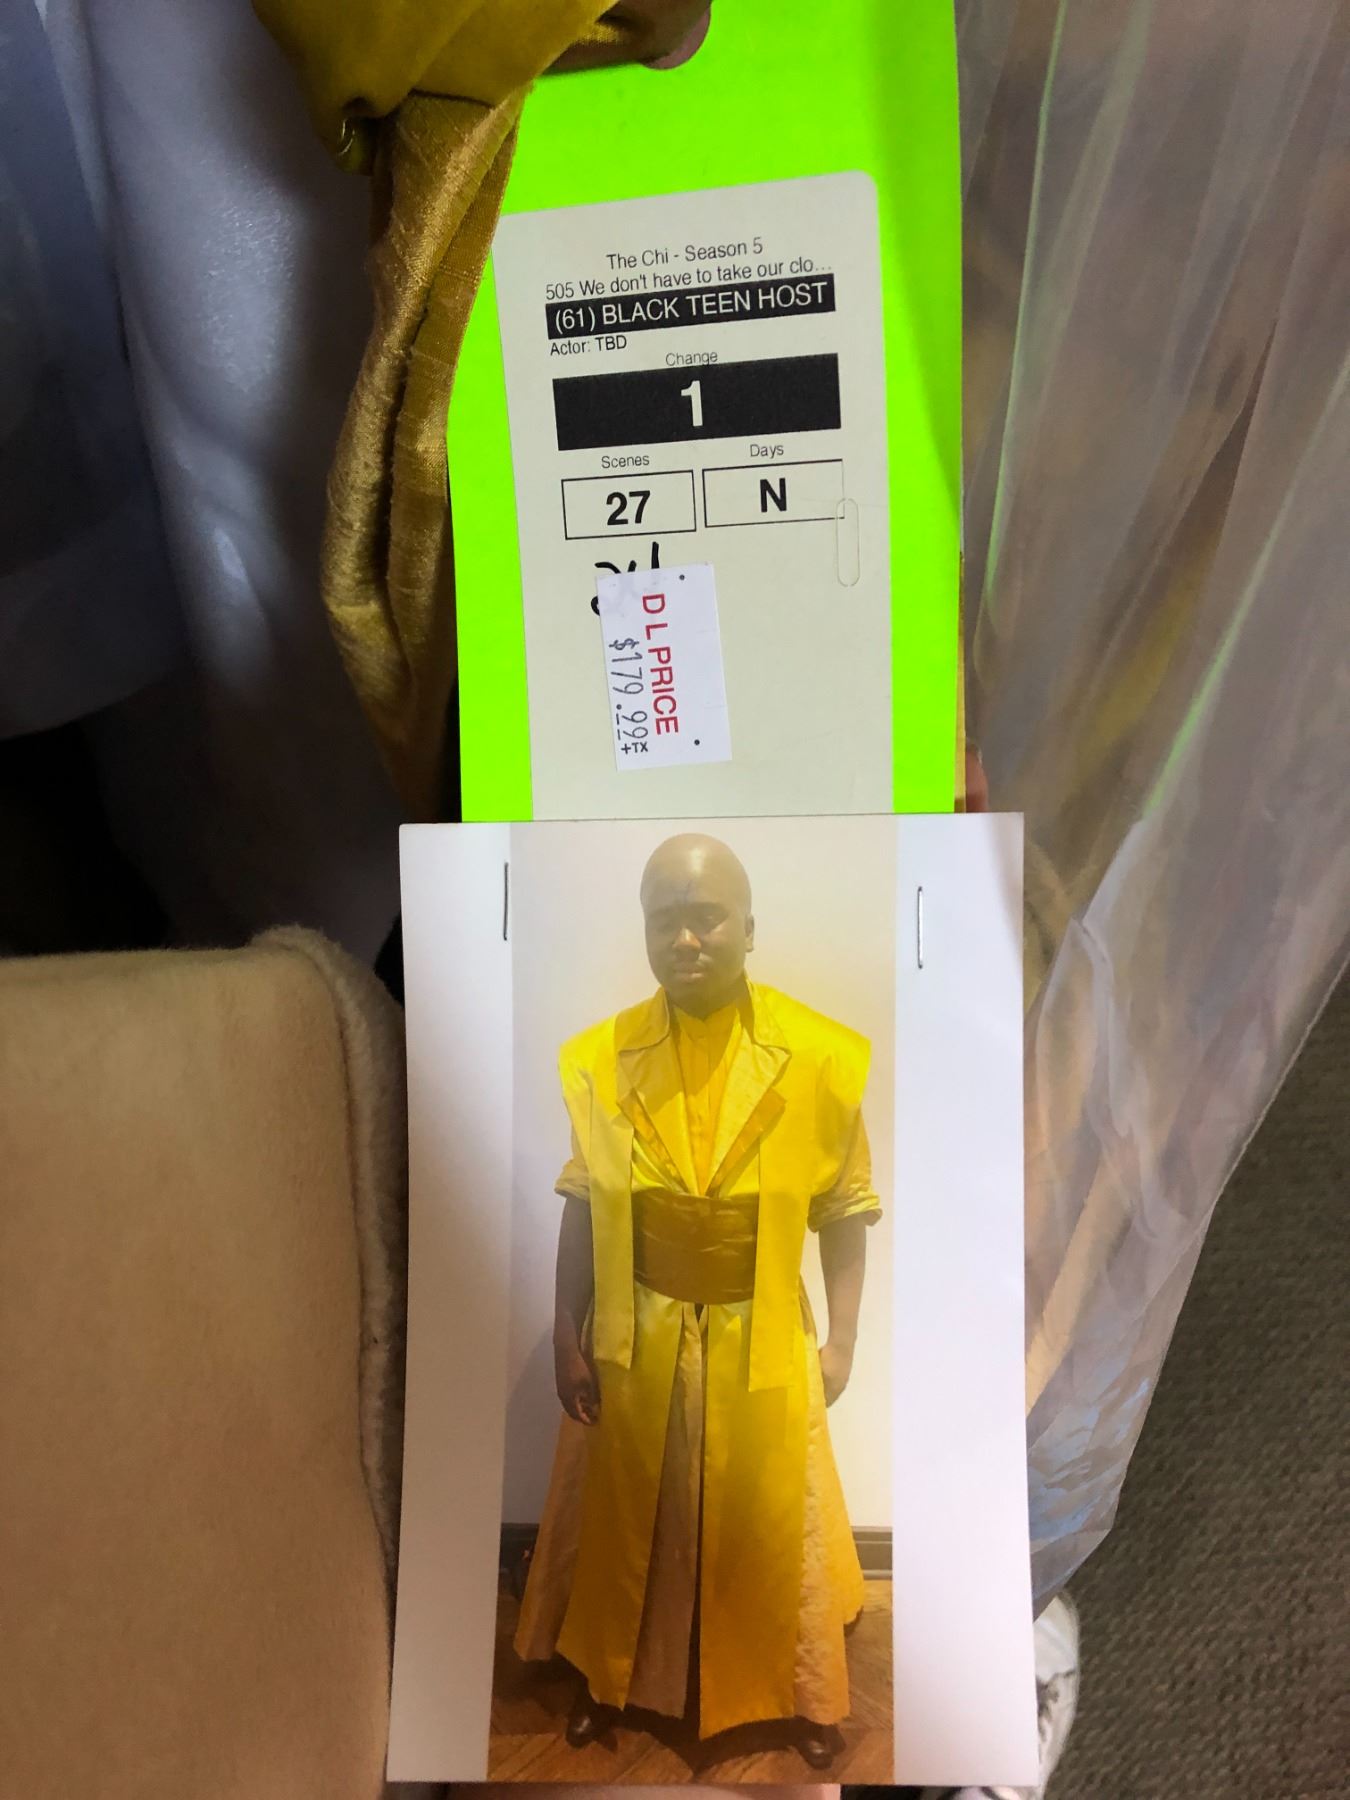 The Chi - Season 5
505 We don't have to take our clo...
(61) BLACK TEEN HOST
Actor: TBD
Change
1
Scenes
Days
27
N
D L PRICE
$179.99+TX